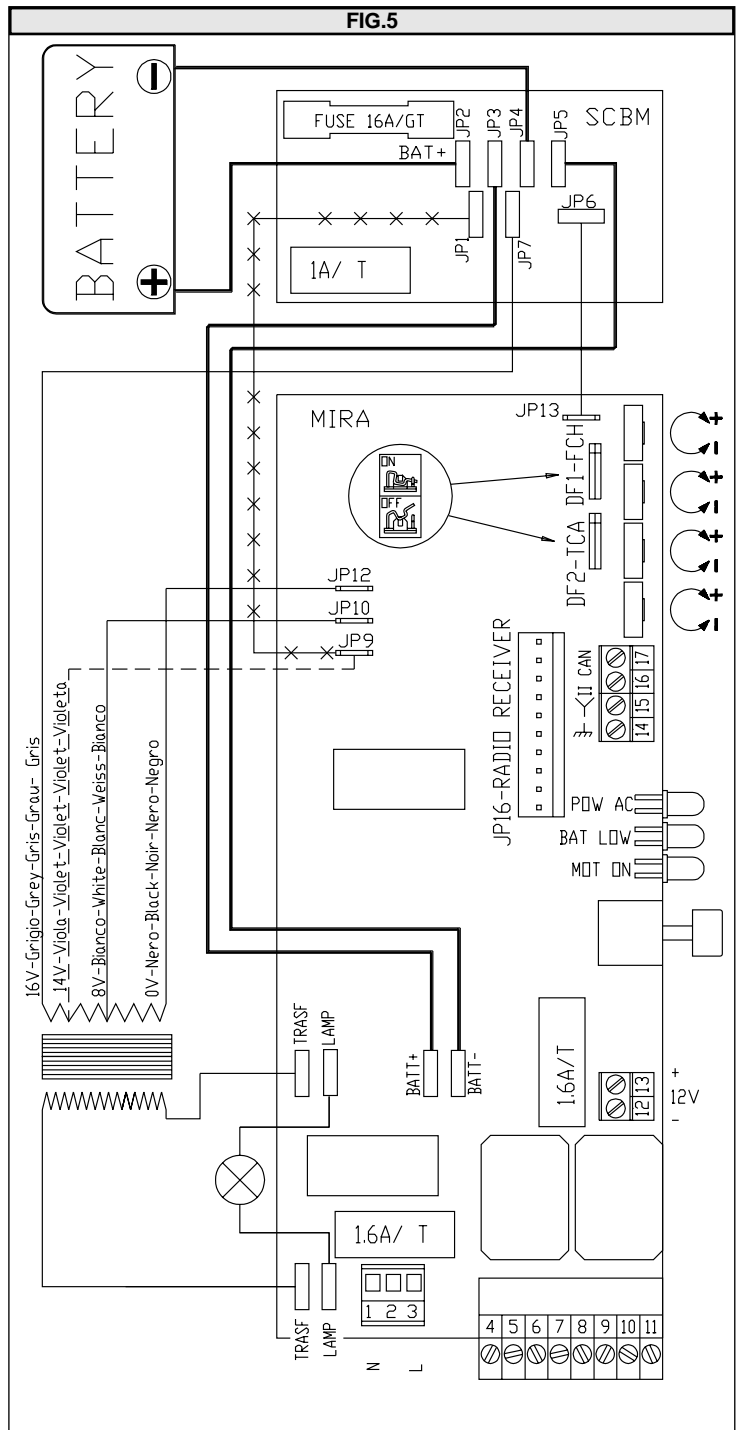 FIG.5
BATTERY
FUSE 16A/GT
SCBM
JP2
JP3
JP4
JP5
BAT+
JP1
JP7
JP6
1A/ T
MIRA
JP13
ON
OFF
DF1-FCH
DF2-TCA
+
-
+
-
+
-
+
-
JP12
JP10
JP9
JP16-RADIO RECEIVER
II CAN
14 15 16 17
POW AC
BAT LOW
MOT ON
16V-Grigio-Grey-Gris-Grau- Gris
14V-Viola-Violet-Violet-Violet-Violeta
8V-Bianco-White-Blanc-Weiss-Bianco
0V-Nero-Black-Noir-Nero-Negro
TRASF
LAMP
BATT+
BATT-
1.6A/T
12 13
+
12V
-
1.6A/ T
TRASF
LAMP
1 2 3
N L
4 5 6 7 8 9 10 11